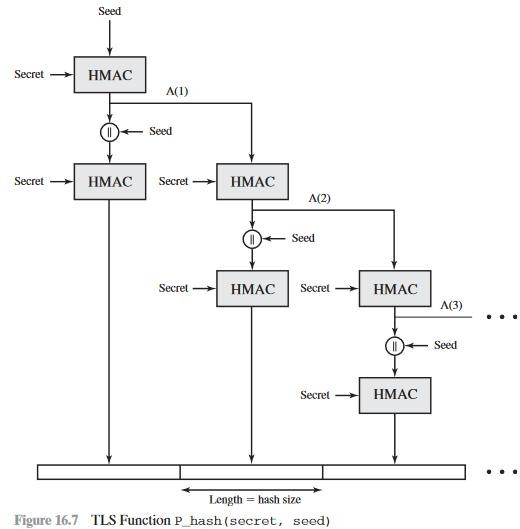 Seed
Secret HMAC
A(1)
|| Seed
Secret HMAC Secret HMAC
A(2)
|| Seed
Secret HMAC Secret HMAC
A(3)
|| Seed
Secret HMAC
Length = hash size
Figure 16.7 TLS Function P_hash(secret, seed)